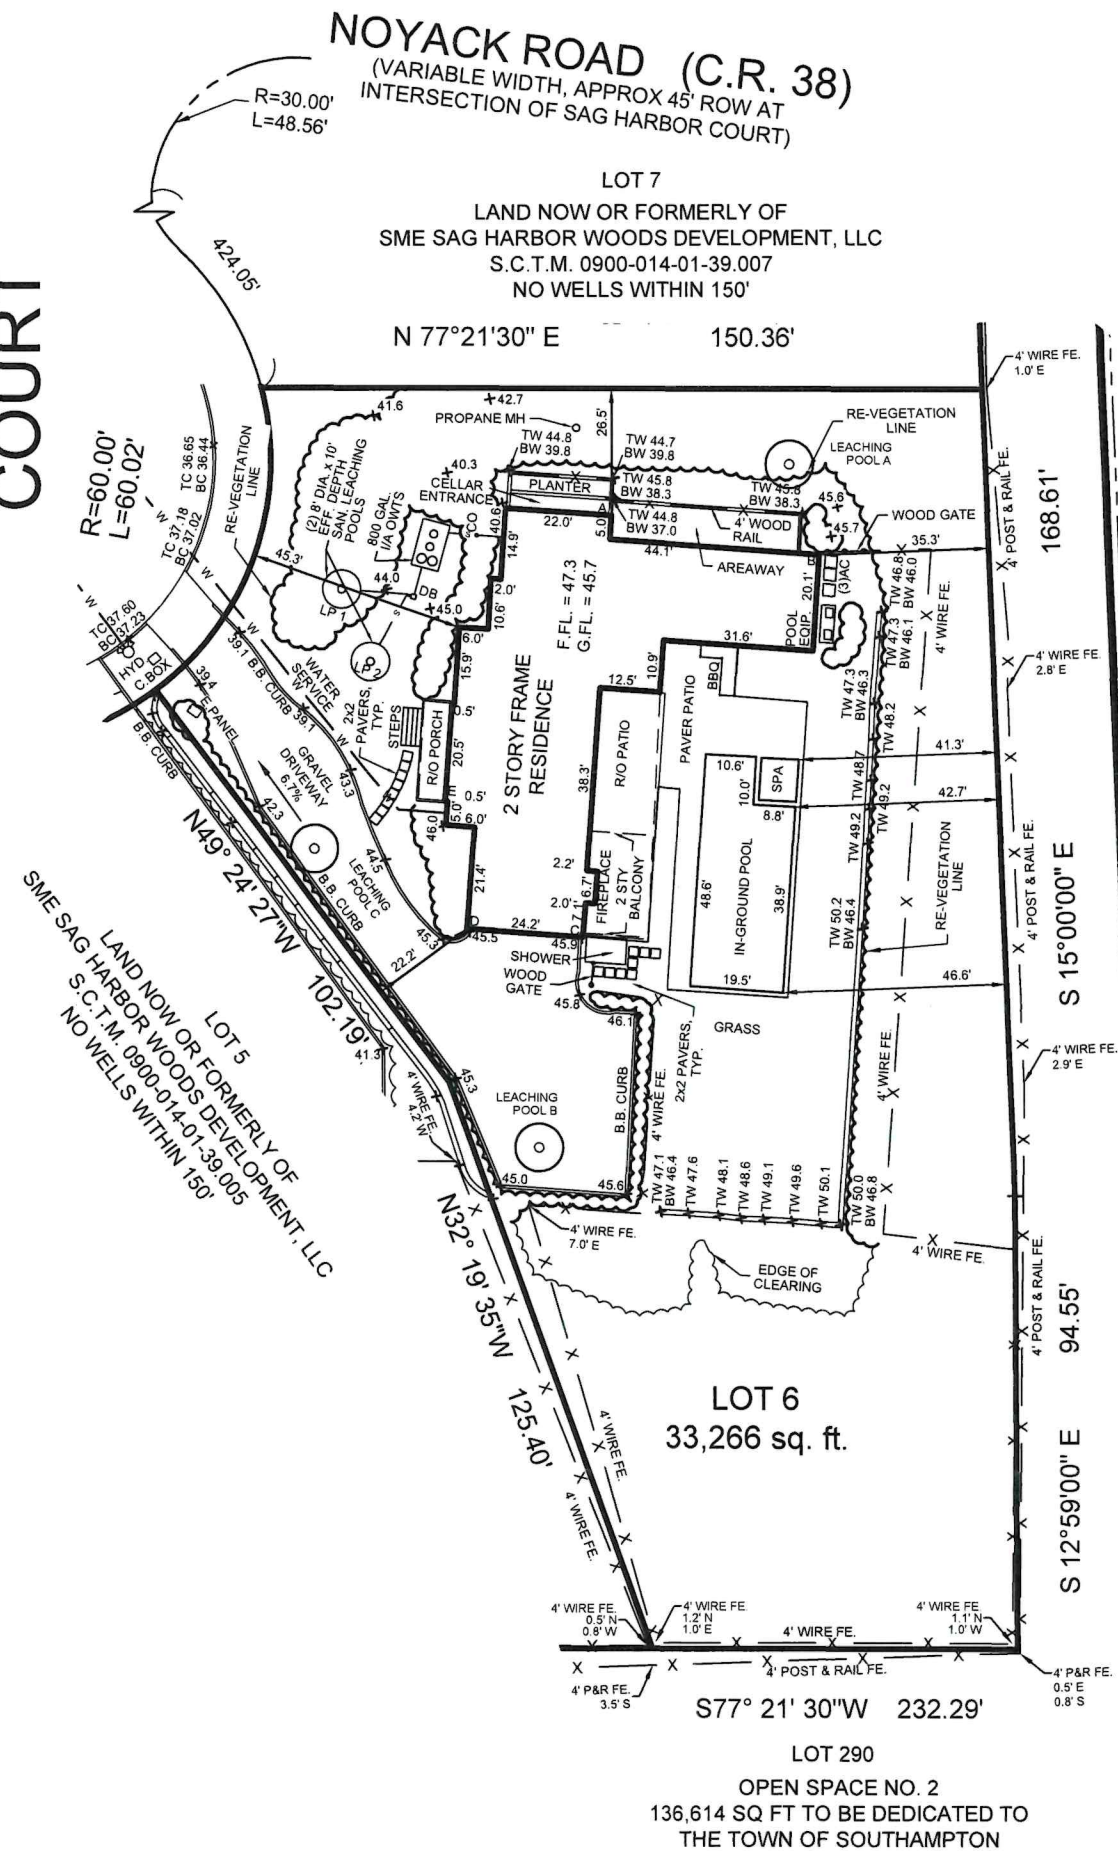 NOYACK ROAD (C.R. 38)
(VARIABLE WIDTH, APPROX 45' ROW AT
INTERSECTION OF SAG HARBOR COURT)
R=30.00'
L=48.56'
COURT
LOT 7
LAND NOW OR FORMERLY OF
SME SAG HARBOR WOODS DEVELOPMENT, LLC
S.C.T.M. 0900-014-01-39.007
NO WELLS WITHIN 150'
424.05'
N 77°21'30" E 150.36'
4' WIRE FE.
1.0' E
41.6
42.7
PROPANE MH
26.5'
RE-VEGETATION
LINE
LEACHING
POOL A
R=60.00'
L=60.02'
TC 36.65
BC 36.44
TC 37.18
BC 37.02
RE-VEGETATION
LINE
(2) 8' DIA. x 10'
EFF. DEPTH
SAN. LEACHING
POOLS
800 GAL.
I/A OWTS
40.3
CELLAR
ENTRANCE
TW 44.8
BW 39.8
TW 44.7
BW 39.8
PLANTER
TW 45.8
BW 38.3
TW 45.8
BW 38.3
45.6
45.7
WOOD GATE
35.3'
4' POST & RAIL FE.
168.61'
CO
S
40.6'
22.0'
A
5.0'
TW 44.8
BW 37.0
4' WOOD
RAIL
44.1'
AREAWAY
B
(3)AC
20.1'
POOL
EQIP.
TW 46.8
BW 46.0
4' WIRE FE.
45.3'
44.0
LP 1
DB
45.0
S
14.9'
2.0'
10.6'
6.0'
F.FL. = 47.3
G.FL. = 45.7
TW 47.3
BW 46.1
TC 37.60
BC 37.23
W
W
W
W
W
W
HYD
C.BOX
39.1
B.B. CURB
WATER
SERVICE
39.4
E PANEL
39.1
LP 2
2x2
PAVERS,
TYP.
STEPS
R/O PORCH
15.9'
0.5'
20.5'
2 STORY FRAME
RESIDENCE
31.6'
10.9'
12.5'
BBQ
PAVER PATIO
R/O PATIO
TW 47.3
BW 46.3
TW 48.2
TW 48.7
4' WIRE FE.
2.8' E
B.B. CURB
GRAVEL
DRIVEWAY
6.7%
42.3
43.3
38.3'
10.6'
10.0'
SPA
8.8'
41.3'
42.7'
TW 49.2
TW 49.2
E
0.5'
5.0'
6.0'
46.0
21.4'
LEACHING
POOL C
44.5
B.B. CURB
2.2'
6.7'
2.0'
FIREPLACE
2 STY
BALCONY
48.6'
IN-GROUND POOL
38.9'
19.5'
RE-VEGETATION
LINE
TW 50.2
BW 46.4
4' POST & RAIL FE.
S 15°00'00" E
N49° 24' 27"W 102.19'
45.3
22.2'
D
45.5
24.2'
45.9
SHOWER
WOOD
GATE
45.8
46.1
46.6'
GRASS
2x2 PAVERS,
TYP.
LOT 5
LAND NOW OR FORMERLY OF
SME SAG HARBOR WOODS DEVELOPMENT, LLC
S.C.T.M. 0900-014-01-39.005
NO WELLS WITHIN 150'
41.3
4' WIRE FE.
4.2' W
45.3
LEACHING
POOL B
B.B. CURB
4' WIRE FE.
4' WIRE FE.
4' WIRE FE.
2.9' E
45.0
45.6
TW 47.1
BW 46.4
TW 47.6
TW 48.1
TW 48.6
TW 49.1
TW 49.6
TW 50.1
TW 50.0
BW 46.8
4' WIRE FE.
7.0' E
4' WIRE FE.
EDGE OF
CLEARING
4' POST & RAIL FE.
N32° 19' 35"W 125.40'
S 12°59'00" E 94.55'
LOT 6
33,266 sq. ft.
4' WIRE FE.
4' WIRE FE.
4' WIRE FE.
0.5' N
0.8' W
4' WIRE FE.
1.2' N
1.0' E
4' WIRE FE.
4' WIRE FE.
1.1' N
1.0' W
4' POST & RAIL FE.
4' P&R FE.
3.5' S
4' P&R FE.
0.5' E
0.8' S
S77° 21' 30"W 232.29'
LOT 290
OPEN SPACE NO. 2
136,614 SQ FT TO BE DEDICATED TO
THE TOWN OF SOUTHAMPTON